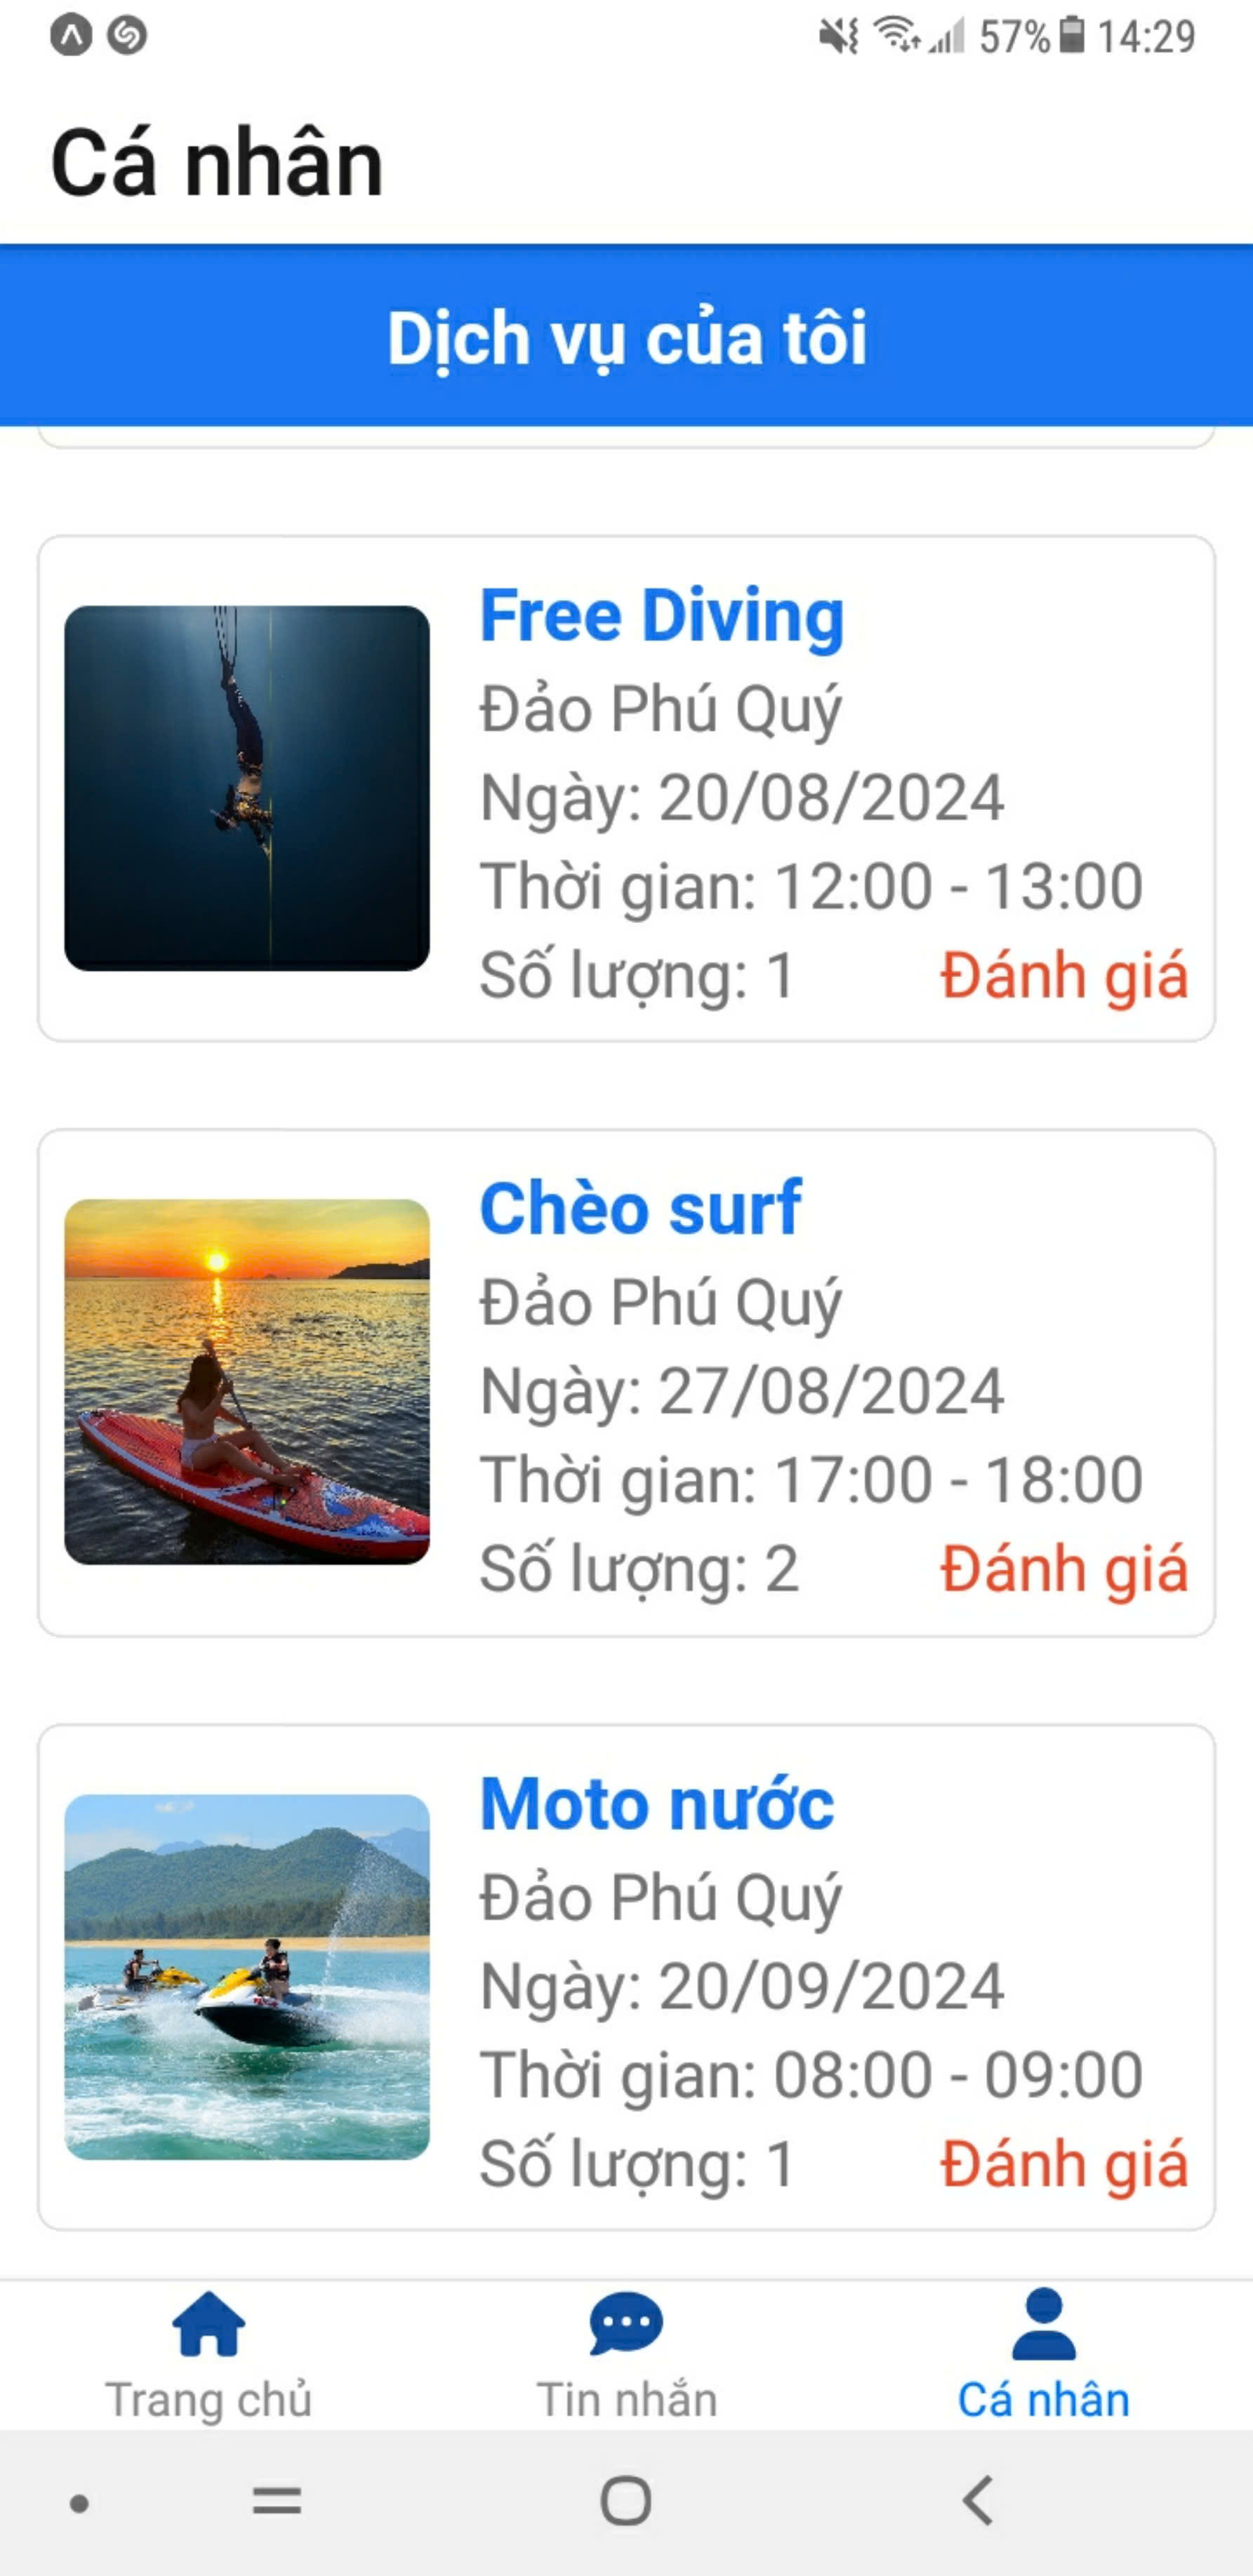 57% 14:29
Cá nhân
Dịch vụ của tôi
Free Diving
Đảo Phú Quý
Ngày: 20/08/2024
Thời gian: 12:00 - 13:00
Số lượng: 1 Đánh giá
Chèo surf
Đảo Phú Quý
Ngày: 27/08/2024
Thời gian: 17:00 - 18:00
Số lượng: 2 Đánh giá
Moto nước
Đảo Phú Quý
Ngày: 20/09/2024
Thời gian: 08:00 - 09:00
Số lượng: 1 Đánh giá
Trang chủ Tin nhắn Cá nhân